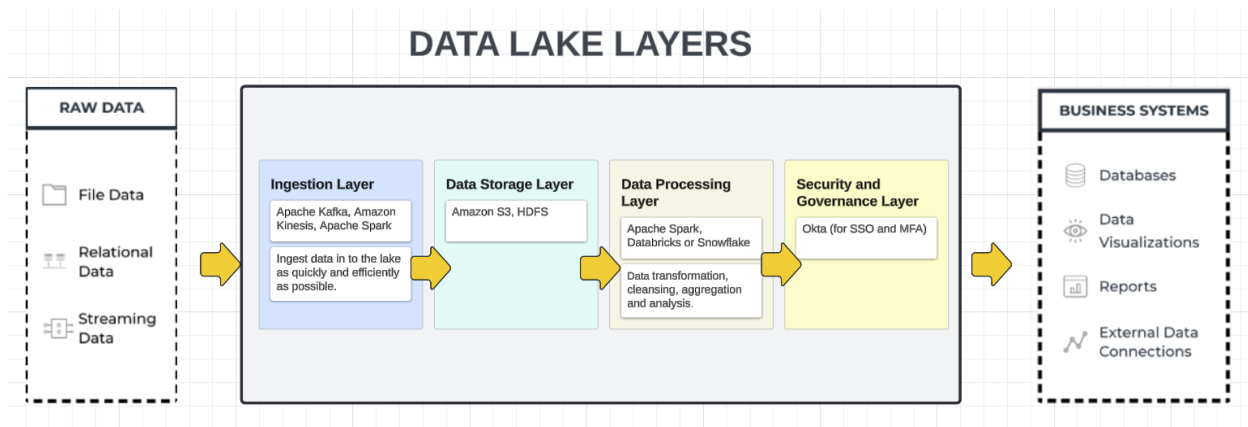 DATA LAKE LAYERS
RAW DATA
File Data
Relational
Data
Streaming
Data
Ingestion Layer
Apache Kafka, Amazon
Kinesis, Apache Spark
Ingest data in to the lake
as quickly and efficiently
as possible.
Data Storage Layer
Amazon S3, HDFS
Data Processing
Layer
Apache Spark,
Databricks or Snowflake
Data transformation,
cleansing, aggregation
and analysis.
Security and
Governance Layer
Okta (for SSO and MFA)
BUSINESS SYSTEMS
Databases
Data
Visualizations
Reports
External Data
Connections